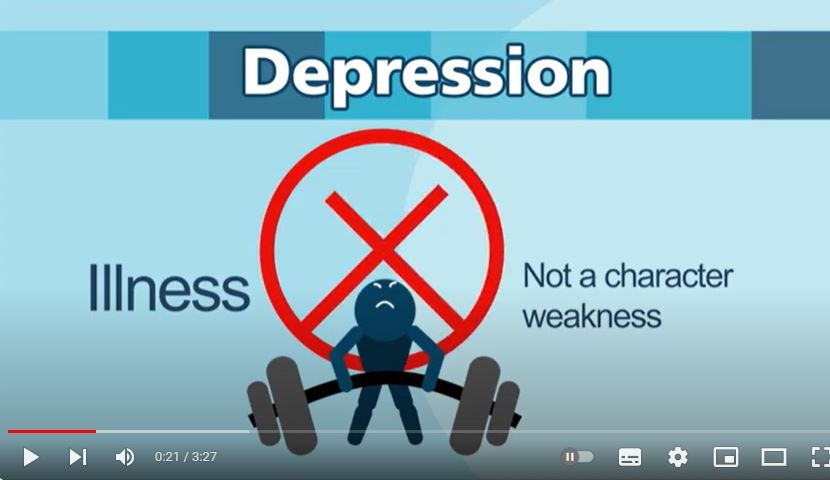 Depression
Illness
Not a character
weakness
0:21 / 3:27